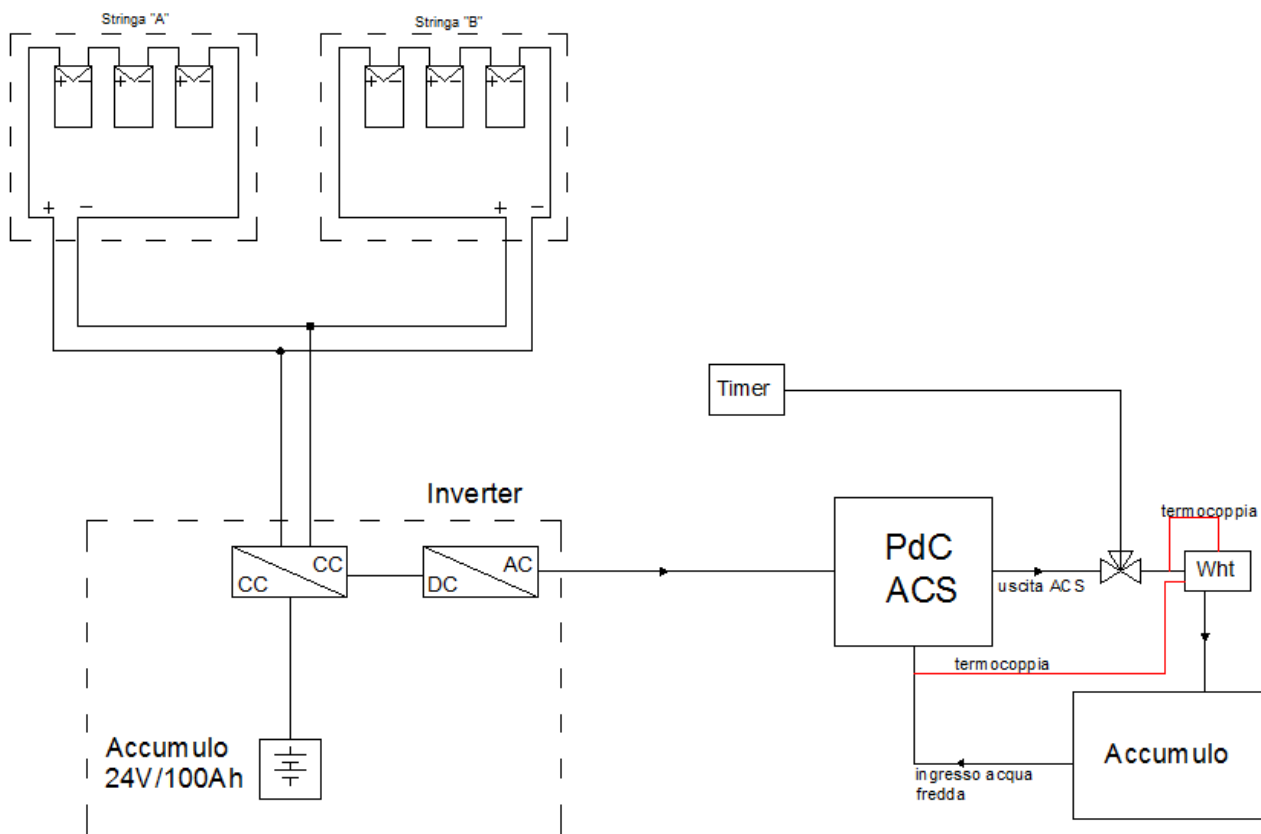 Stringa "A"
Stringa "B"
+ − + − + −
+ − + − + −
+ −
+ −
Timer
Inverter
termocoppia
CC
CC
AC
DC
PdC
ACS
uscita ACS
Wht
termocoppia
Accumulo
24V/100Ah
Accumulo
ingresso acqua
fredda